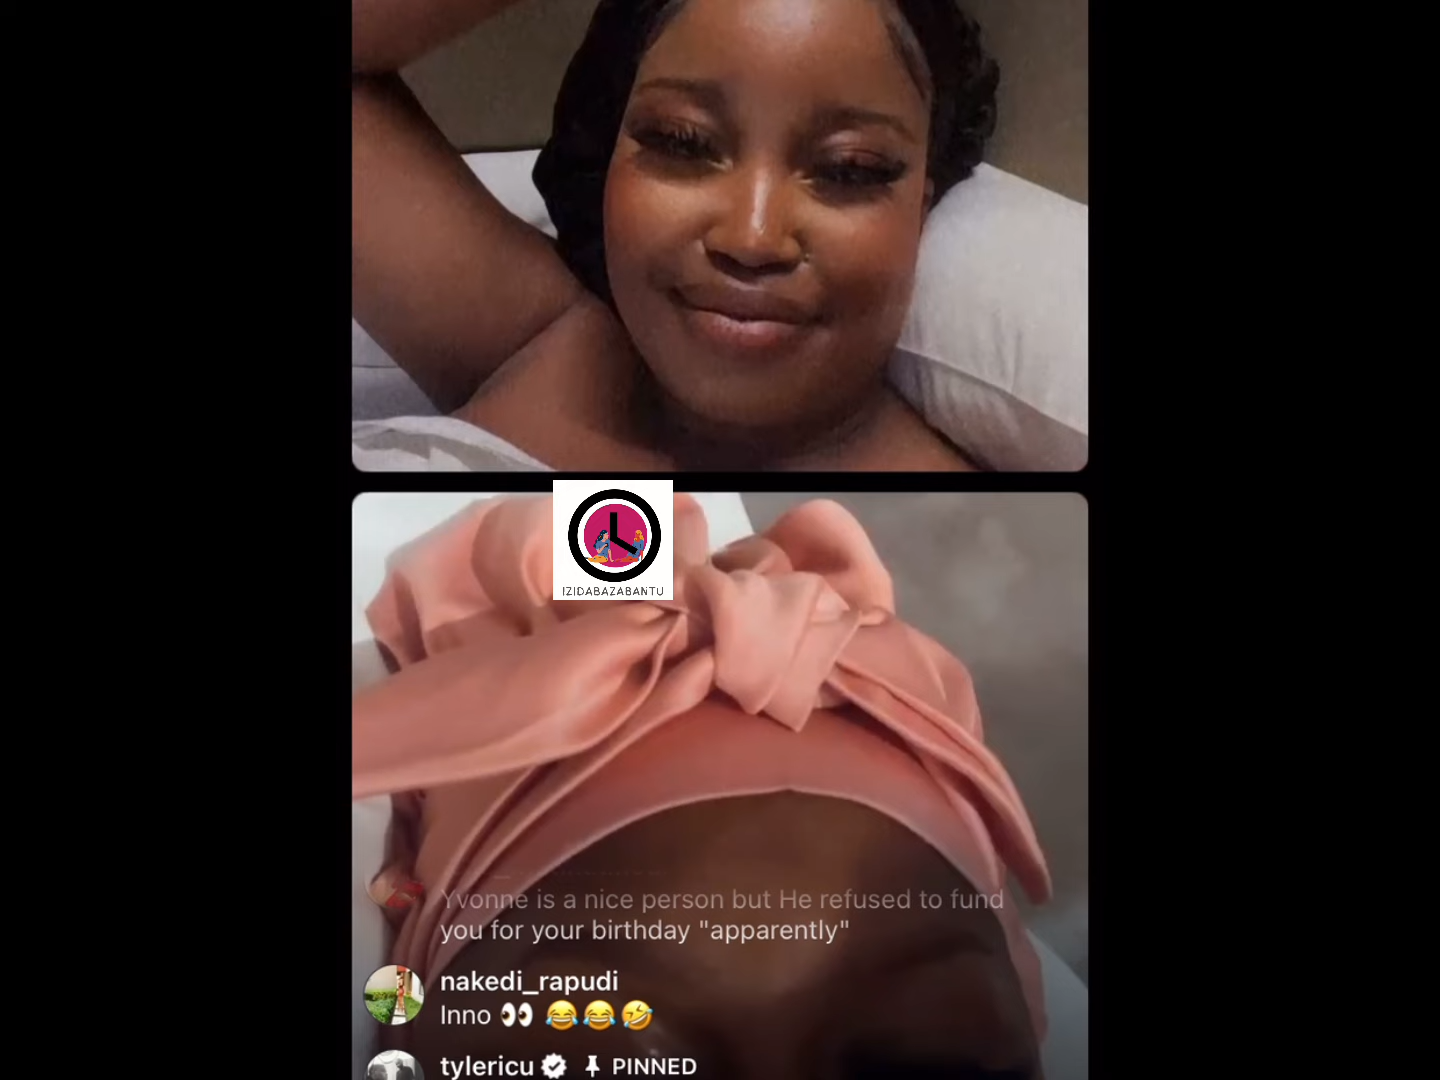 IZIDABAZABANTU
Yvonne is a nice person but He refused to fund
you for your birthday "apparently"
nakedi_rapudi
Inno 👀 😂😂🤣
tylericu PINNED